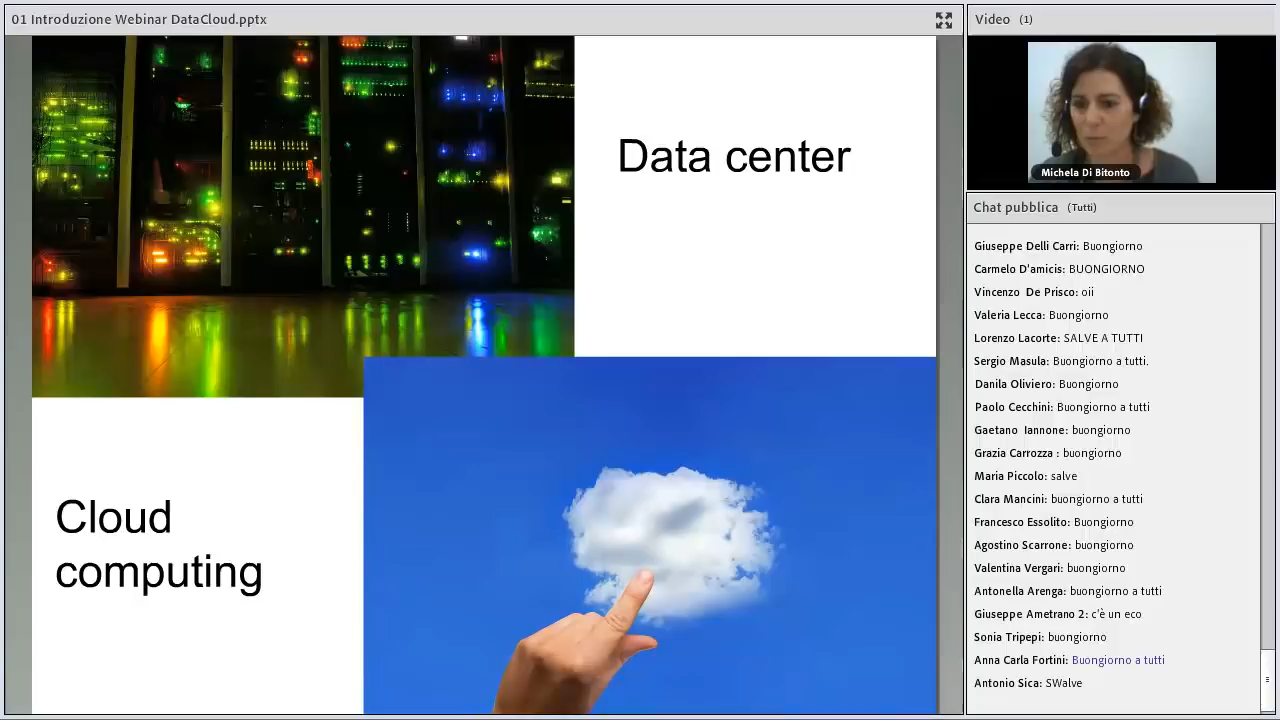 01 Introduzione Webinar DataCloud.pptx
Data center
Cloud
computing
Video (1)
Michela Di Bitonto
Chat pubblica (Tutti)
Giuseppe Delli Carri: Buongiorno
Carmelo D'amicis: BUONGIORNO
Vincenzo De Prisco: oii
Valeria Lecca: Buongiorno
Lorenzo Lacorte: SALVE A TUTTI
Sergio Masula: Buongiorno a tutti.
Danila Oliviero: Buongiorno
Paolo Cecchini: Buongiorno a tutti
Gaetano Iannone: buongiorno
Grazia Carrozza : buongiorno
Maria Piccolo: salve
Clara Mancini: buongiorno a tutti
Francesco Essolito: Buongiorno
Agostino Scarrone: buongiorno
Valentina Vergari: buongiorno
Antonella Arenga: buongiorno a tutti
Giuseppe Ametrano 2: c'è un eco
Sonia Tripepi: buongiorno
Anna Carla Fortini: Buongiorno a tutti
Antonio Sica: SWalve